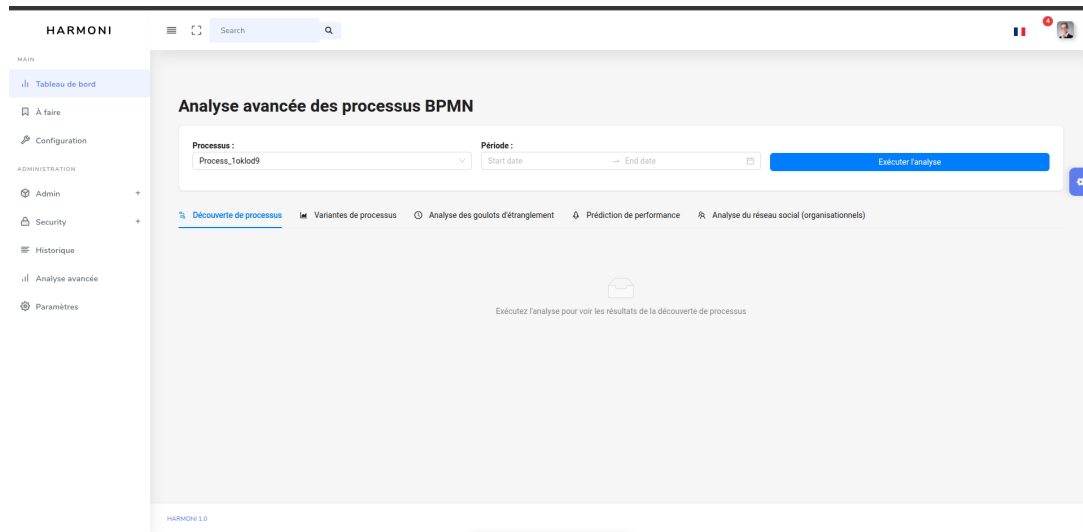 HARMONI
Search
4
MAIN
Tableau de bord
À faire
Configuration
ADMINISTRATION
Admin +
Security +
Historique
Analyse avancée
Paramètres
Analyse avancée des processus BPMN
Processus :
Process_1oklod9
Période :
Start date → End date
Exécuter l'analyse
Découverte de processus
Variantes de processus
Analyse des goulots d'étranglement
Prédiction de performance
Analyse du réseau social (organisationnels)
Exécutez l'analyse pour voir les résultats de la découverte de processus
HARMONI 1.0